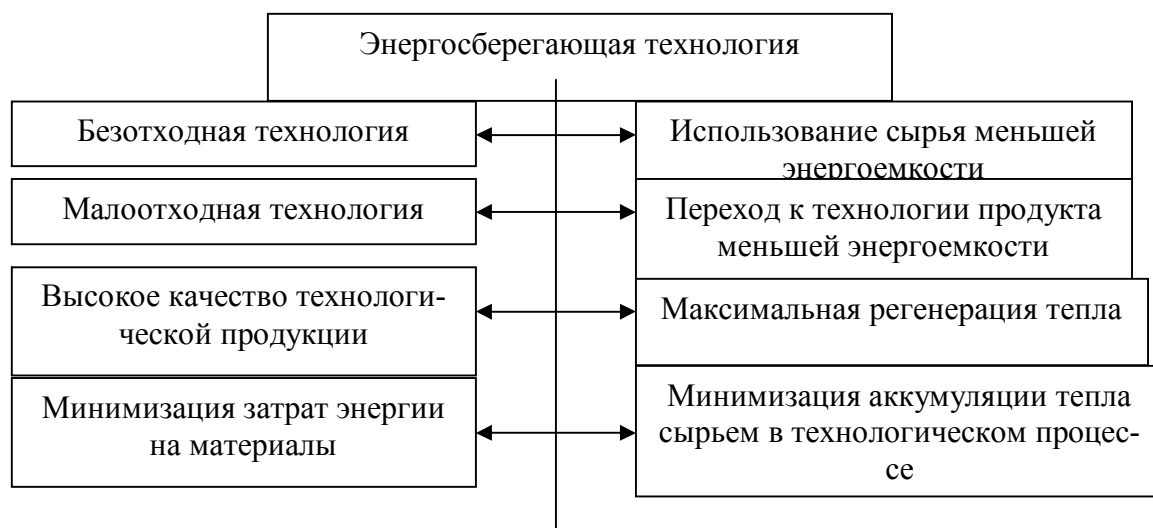 Энергосберегающая технология
Безотходная технология
Использование сырья меньшей
энергоемкости
Малоотходная технология
Переход к технологии продукта
меньшей энергоемкости
Высокое качество технологи-
ческой продукции
Максимальная регенерация тепла
Минимизация затрат энергии
на материалы
Минимизация аккумуляции тепла
сырьем в технологическом процес-
се